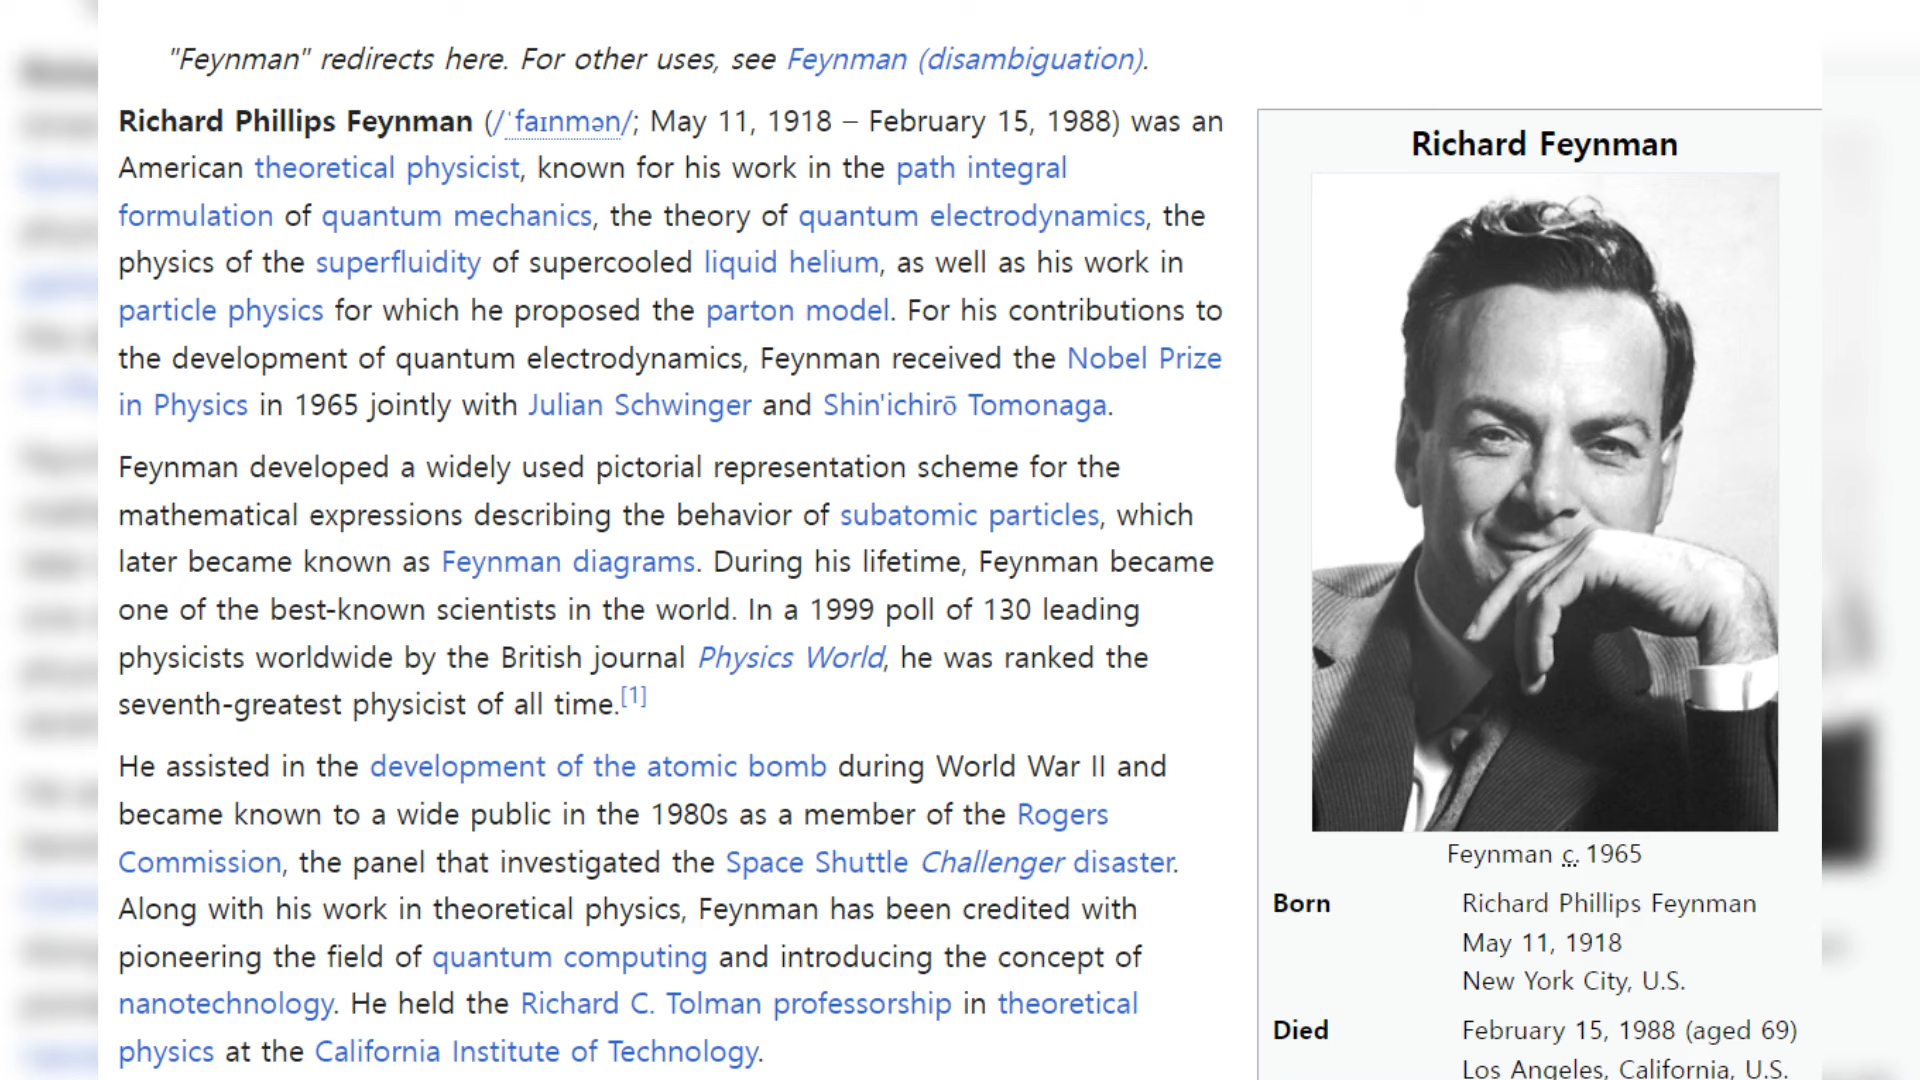 "Feynman" redirects here. For other uses, see Feynman (disambiguation).
Richard Phillips Feynman (/ˈfaɪnmən/; May 11, 1918 – February 15, 1988) was an
American theoretical physicist, known for his work in the path integral
formulation of quantum mechanics, the theory of quantum electrodynamics, the
physics of the superfluidity of supercooled liquid helium, as well as his work in
particle physics for which he proposed the parton model. For his contributions to
the development of quantum electrodynamics, Feynman received the Nobel Prize
in Physics in 1965 jointly with Julian Schwinger and Shin'ichirō Tomonaga.
Feynman developed a widely used pictorial representation scheme for the
mathematical expressions describing the behavior of subatomic particles, which
later became known as Feynman diagrams. During his lifetime, Feynman became
one of the best-known scientists in the world. In a 1999 poll of 130 leading
physicists worldwide by the British journal Physics World, he was ranked the
seventh-greatest physicist of all time.[1]
He assisted in the development of the atomic bomb during World War II and
became known to a wide public in the 1980s as a member of the Rogers
Commission, the panel that investigated the Space Shuttle Challenger disaster.
Along with his work in theoretical physics, Feynman has been credited with
pioneering the field of quantum computing and introducing the concept of
nanotechnology. He held the Richard C. Tolman professorship in theoretical
physics at the California Institute of Technology.
Richard Feynman
Feynman c. 1965
Born Richard Phillips Feynman
May 11, 1918
New York City, U.S.
Died February 15, 1988 (aged 69)
Los Angeles, California, U.S.